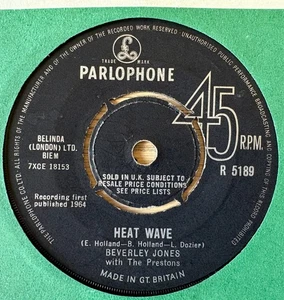 ALL RIGHTS OF THE MANUFACTURER AND OF THE OWNER OF THE RECORDED WORK RESERVED. UNAUTHORISED PUBLIC PERFORMANCE, BROADCASTING AND COPYING OF THIS RECORD PROHIBITED
THE PARLOPHONE CO. LTD.
TRADE MARK
PARLOPHONE
45 R.P.M.
BELINDA
(LONDON) LTD.
BIEM
7XCE 18153
R 5189
SOLD IN U.K. SUBJECT TO
RESALE PRICE CONDITIONS,
SEE PRICE LISTS
Recording first
published 1964
HEAT WAVE
(E. Holland—B. Holland—L. Dozier)
BEVERLEY JONES
with The Prestons
MADE IN GT. BRITAIN